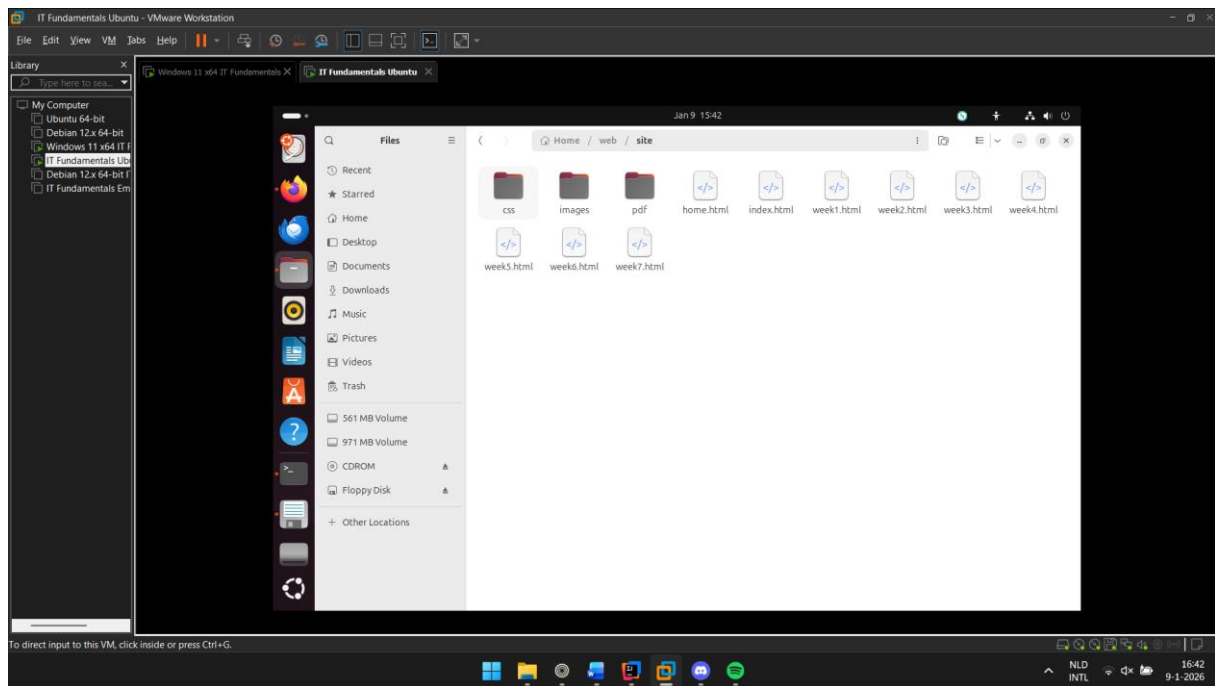 IT Fundamentals Ubuntu - VMware Workstation
File Edit View VM Tabs Help
Library
Type here to sea...
My Computer
Ubuntu 64-bit
Debian 12.x 64-bit
Windows 11 x64 IT F
IT Fundamentals Ubu
Debian 12.x 64-bit I
IT Fundamentals Em
Windows 11 x64 IT Fundamentals
IT Fundamentals Ubuntu
Jan 9 15:42
Files
Home / web / site
Recent
Starred
Home
Desktop
Documents
Downloads
Music
Pictures
Videos
Trash
561 MB Volume
971 MB Volume
CDROM
Floppy Disk
+ Other Locations
css images pdf home.html index.html week1.html week2.html week3.html week4.html
week5.html week6.html week7.html
To direct input to this VM, click inside or press Ctrl+G.
NLD 16:42
INTL 9-1-2026